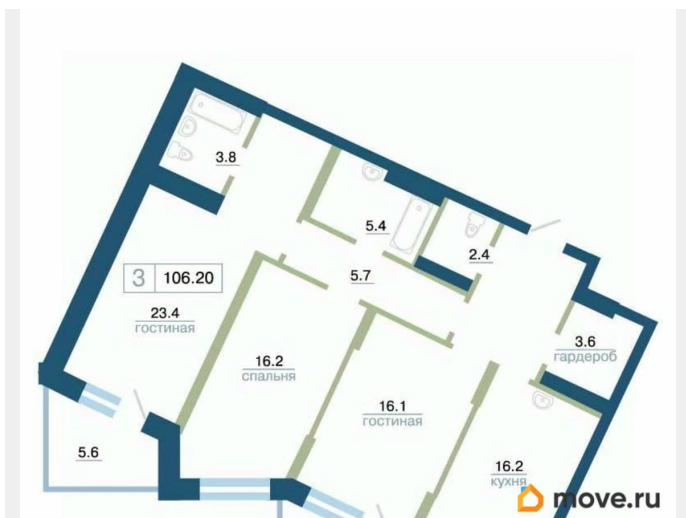 3.8
5.4
2.4
3 106.20
5.7
23.4
гостиная
3.6
гардероб
16.2
спальня
16.1
гостиная
5.6
16.2
кухня
move.ru